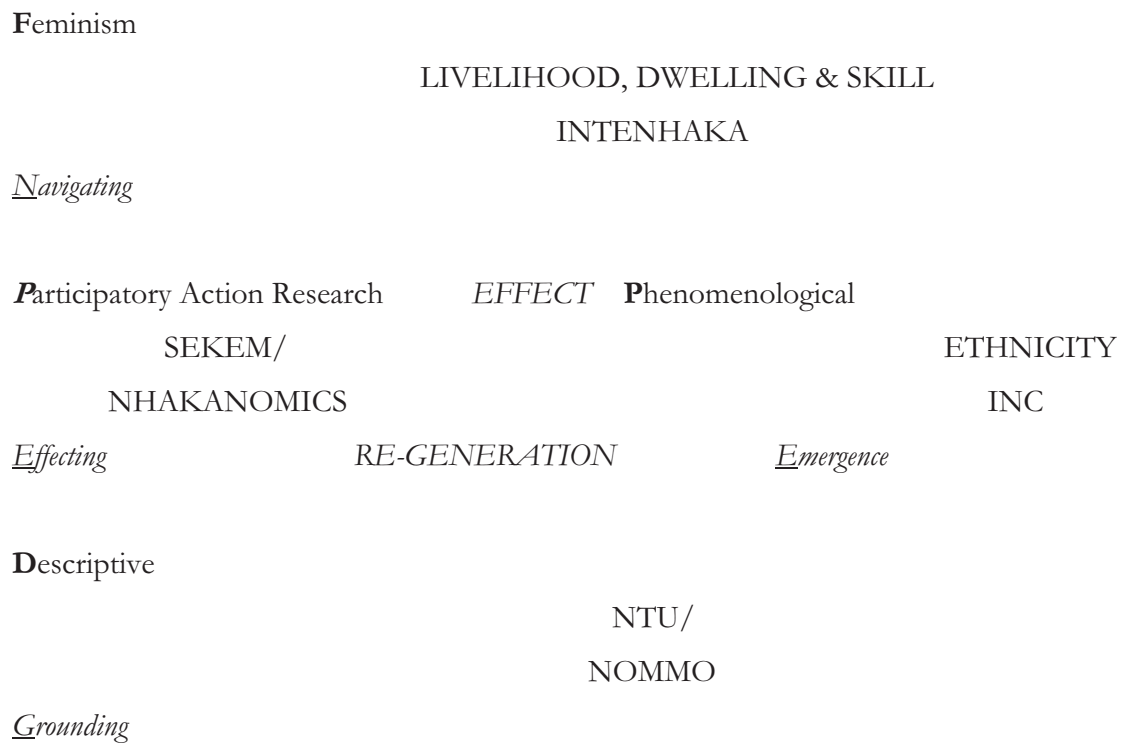 Feminism
LIVELIHOOD, DWELLING & SKILL
INTENHAKA
Navigating
Participatory Action Research EFFECT Phenomenological
SEKEM/ ETHNICITY
NHAKANOMICS INC
Effecting RE-GENERATION Emergence
Descriptive
NTU/
NOMMO
Grounding